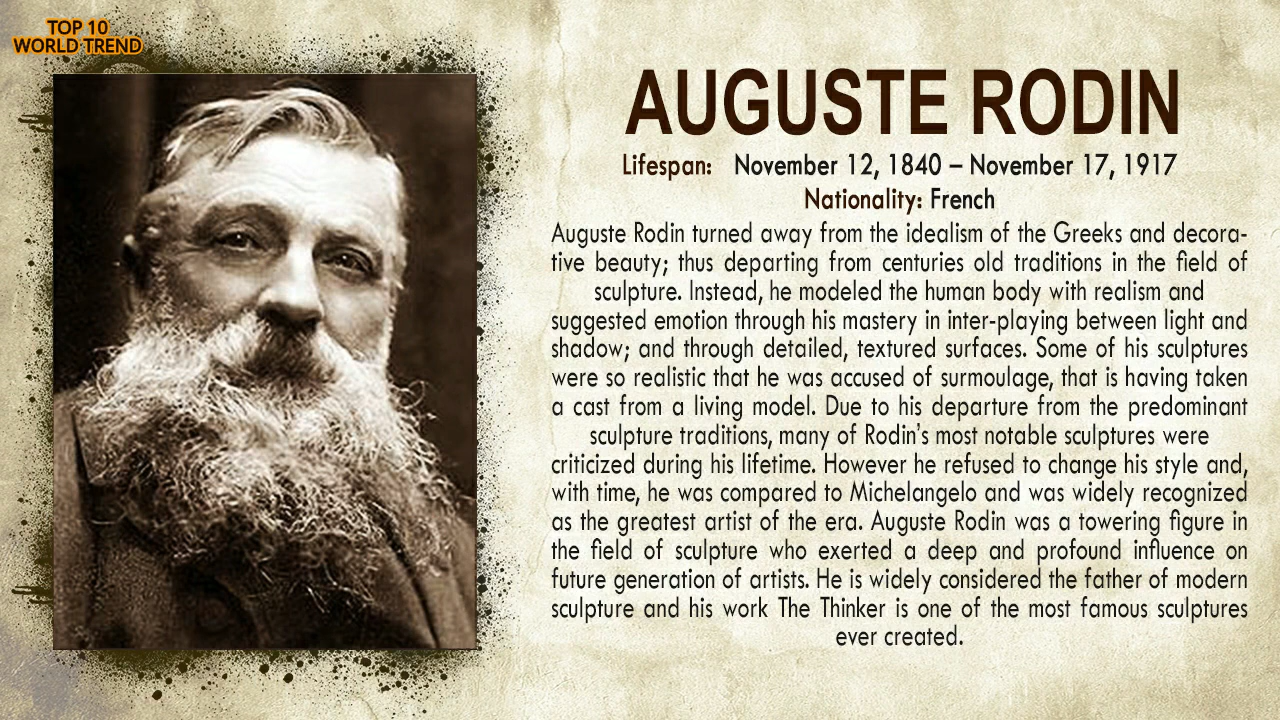 TOP 10
WORLD TREND
AUGUSTE RODIN
Lifespan: November 12, 1840 – November 17, 1917
Nationality: French
Auguste Rodin turned away from the idealism of the Greeks and decora-
tive beauty; thus departing from centuries old traditions in the field of
sculpture. Instead, he modeled the human body with realism and
suggested emotion through his mastery in inter-playing between light and
shadow; and through detailed, textured surfaces. Some of his sculptures
were so realistic that he was accused of surmoulage, that is having taken
a cast from a living model. Due to his departure from the predominant
sculpture traditions, many of Rodin's most notable sculptures were
criticized during his lifetime. However he refused to change his style and,
with time, he was compared to Michelangelo and was widely recognized
as the greatest artist of the era. Auguste Rodin was a towering figure in
the field of sculpture who exerted a deep and profound influence on
future generation of artists. He is widely considered the father of modern
sculpture and his work The Thinker is one of the most famous sculptures
ever created.